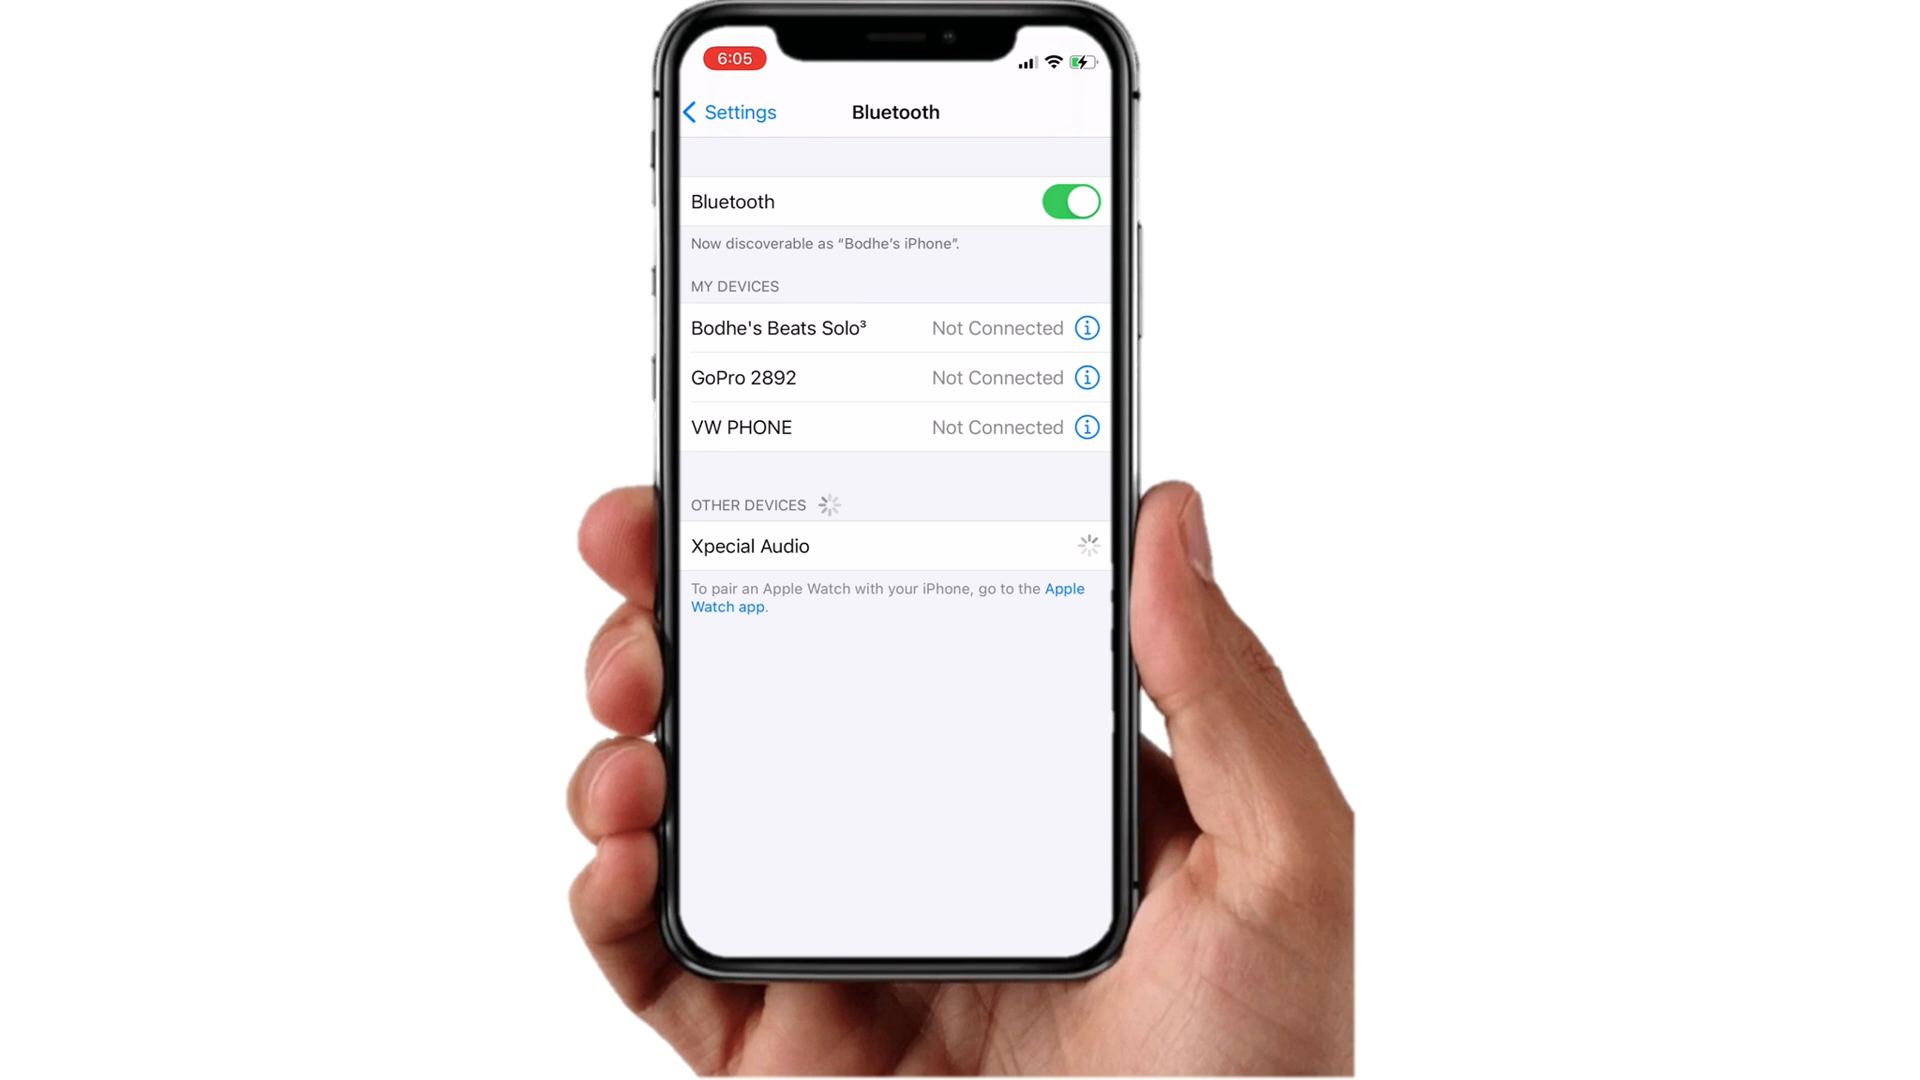 6:05
Settings
Bluetooth
Bluetooth
Now discoverable as “Bodhe’s iPhone”.
MY DEVICES
Bodhe's Beats Solo³ Not Connected
GoPro 2892 Not Connected
VW PHONE Not Connected
OTHER DEVICES
Xpecial Audio
To pair an Apple Watch with your iPhone, go to the Apple
Watch app.